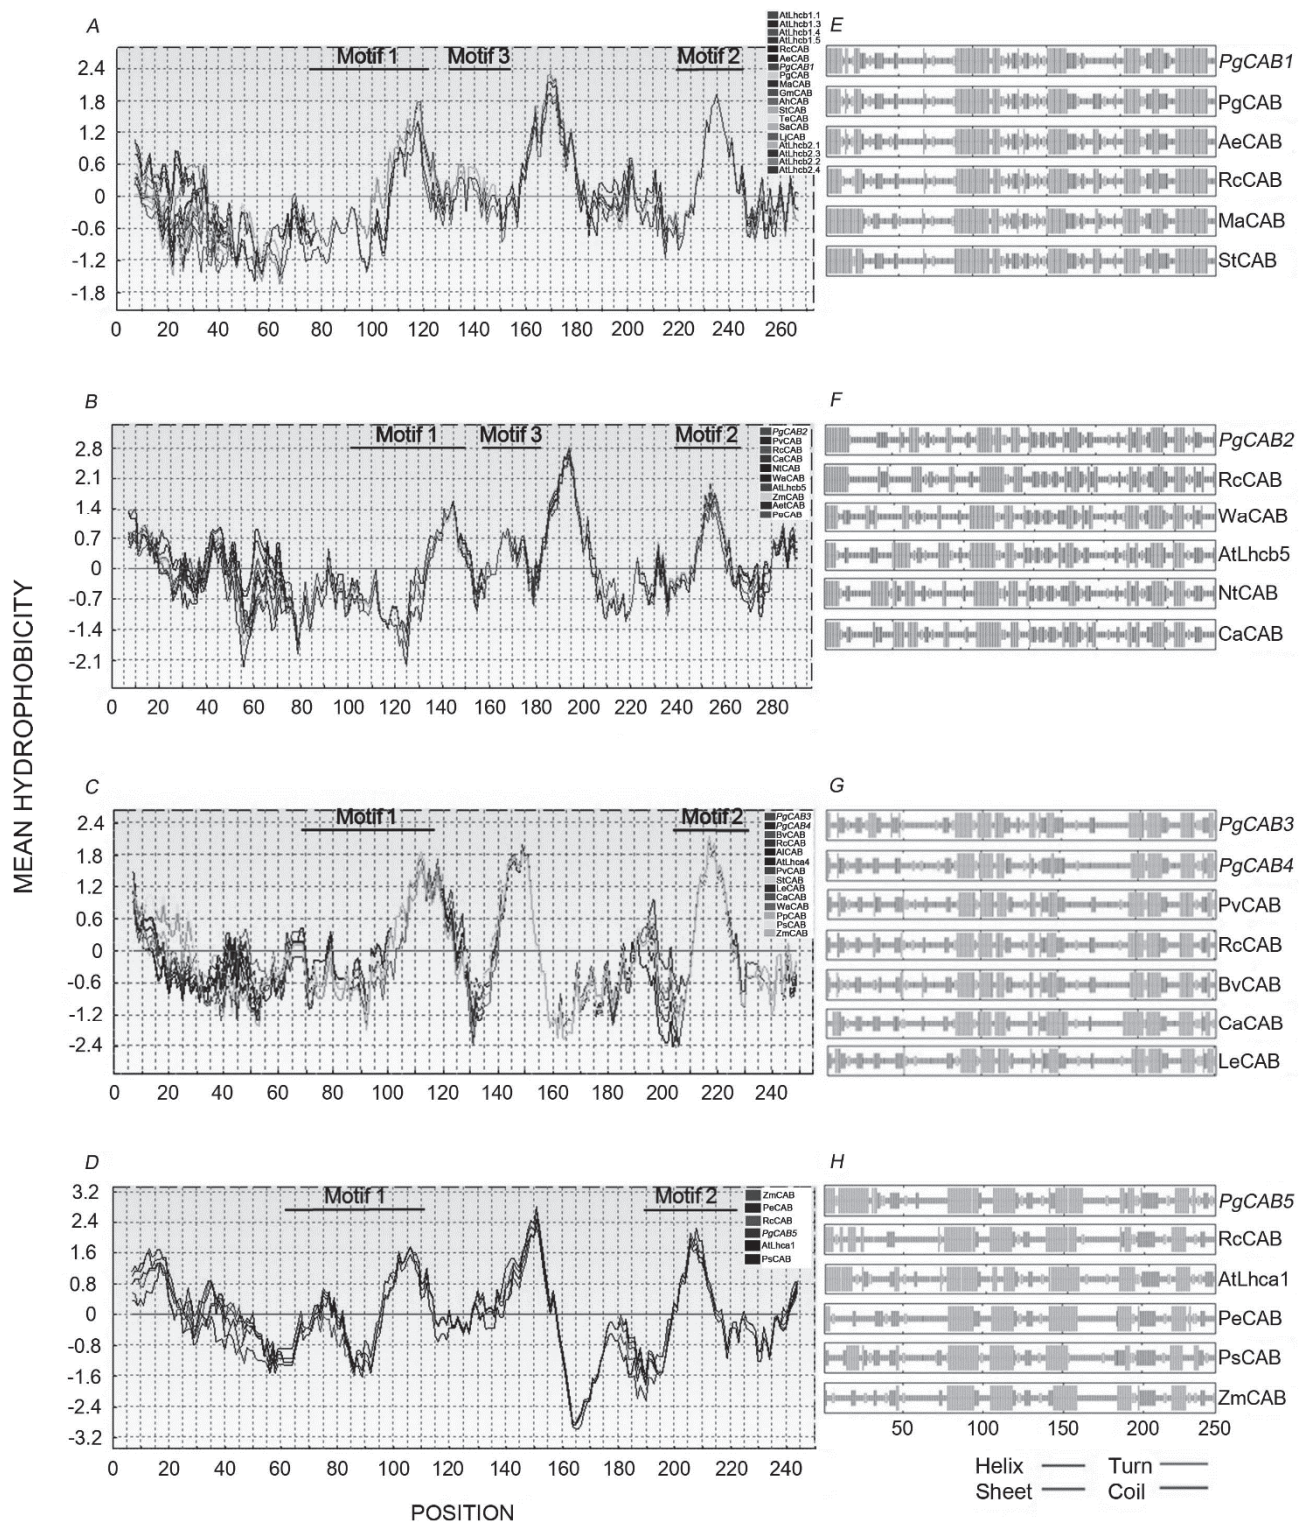 A
AtLhcb1.1
AtLhcb1.3
AtLhcb1.4
AtLhcb1.5
RcCAB
AeCAB
PgCAB1
PgCAB
MaCAB
GmCAB
AhCAB
StCAB
TeCAB
SaCAB
LjCAB
AtLhcb2.1
AtLhcb2.3
AtLhcb2.2
AtLhcb2.4
Motif 1 Motif 3 Motif 2
2.4
1.8
1.2
0.6
0
-0.6
-1.2
-1.8
0 20 40 60 80 100 120 140 160 180 200 220 240 260
E
PgCAB1
PgCAB
AeCAB
RcCAB
MaCAB
StCAB
B
Motif 1 Motif 3 Motif 2
PgCAB2
PvCAB
RcCAB
CaCAB
NtCAB
WaCAB
AtLhcb5
ZmCAB
AetCAB
PeCAB
2.8
2.1
1.4
0.7
0
-0.7
-1.4
-2.1
0 20 40 60 80 100 120 140 160 180 200 220 240 260 280
F
PgCAB2
RcCAB
WaCAB
AtLhcb5
NtCAB
CaCAB
MEAN HYDROPHOBICITY
C
Motif 1 Motif 2
PgCAB3
PgCAB4
BvCAB
RcCAB
AlCAB
AtLhca4
PvCAB
StCAB
LeCAB
CaCAB
WaCAB
PpCAB
PsCAB
ZmCAB
2.4
1.8
1.2
0.6
0
-0.6
-1.2
-2.4
0 20 40 60 80 100 120 140 160 180 200 220 240
G
PgCAB3
PgCAB4
PvCAB
RcCAB
BvCAB
CaCAB
LeCAB
D
Motif 1 Motif 2
ZmCAB
PeCAB
RcCAB
PgCAB5
AtLhca1
PsCAB
3.2
2.4
1.6
0.8
0
-0.8
-1.6
-2.4
-3.2
0 20 40 60 80 100 120 140 160 180 200 220 240
POSITION
H
PgCAB5
RcCAB
AtLhca1
PeCAB
PsCAB
ZmCAB
50 100 150 200 250
Helix Turn
Sheet Coil